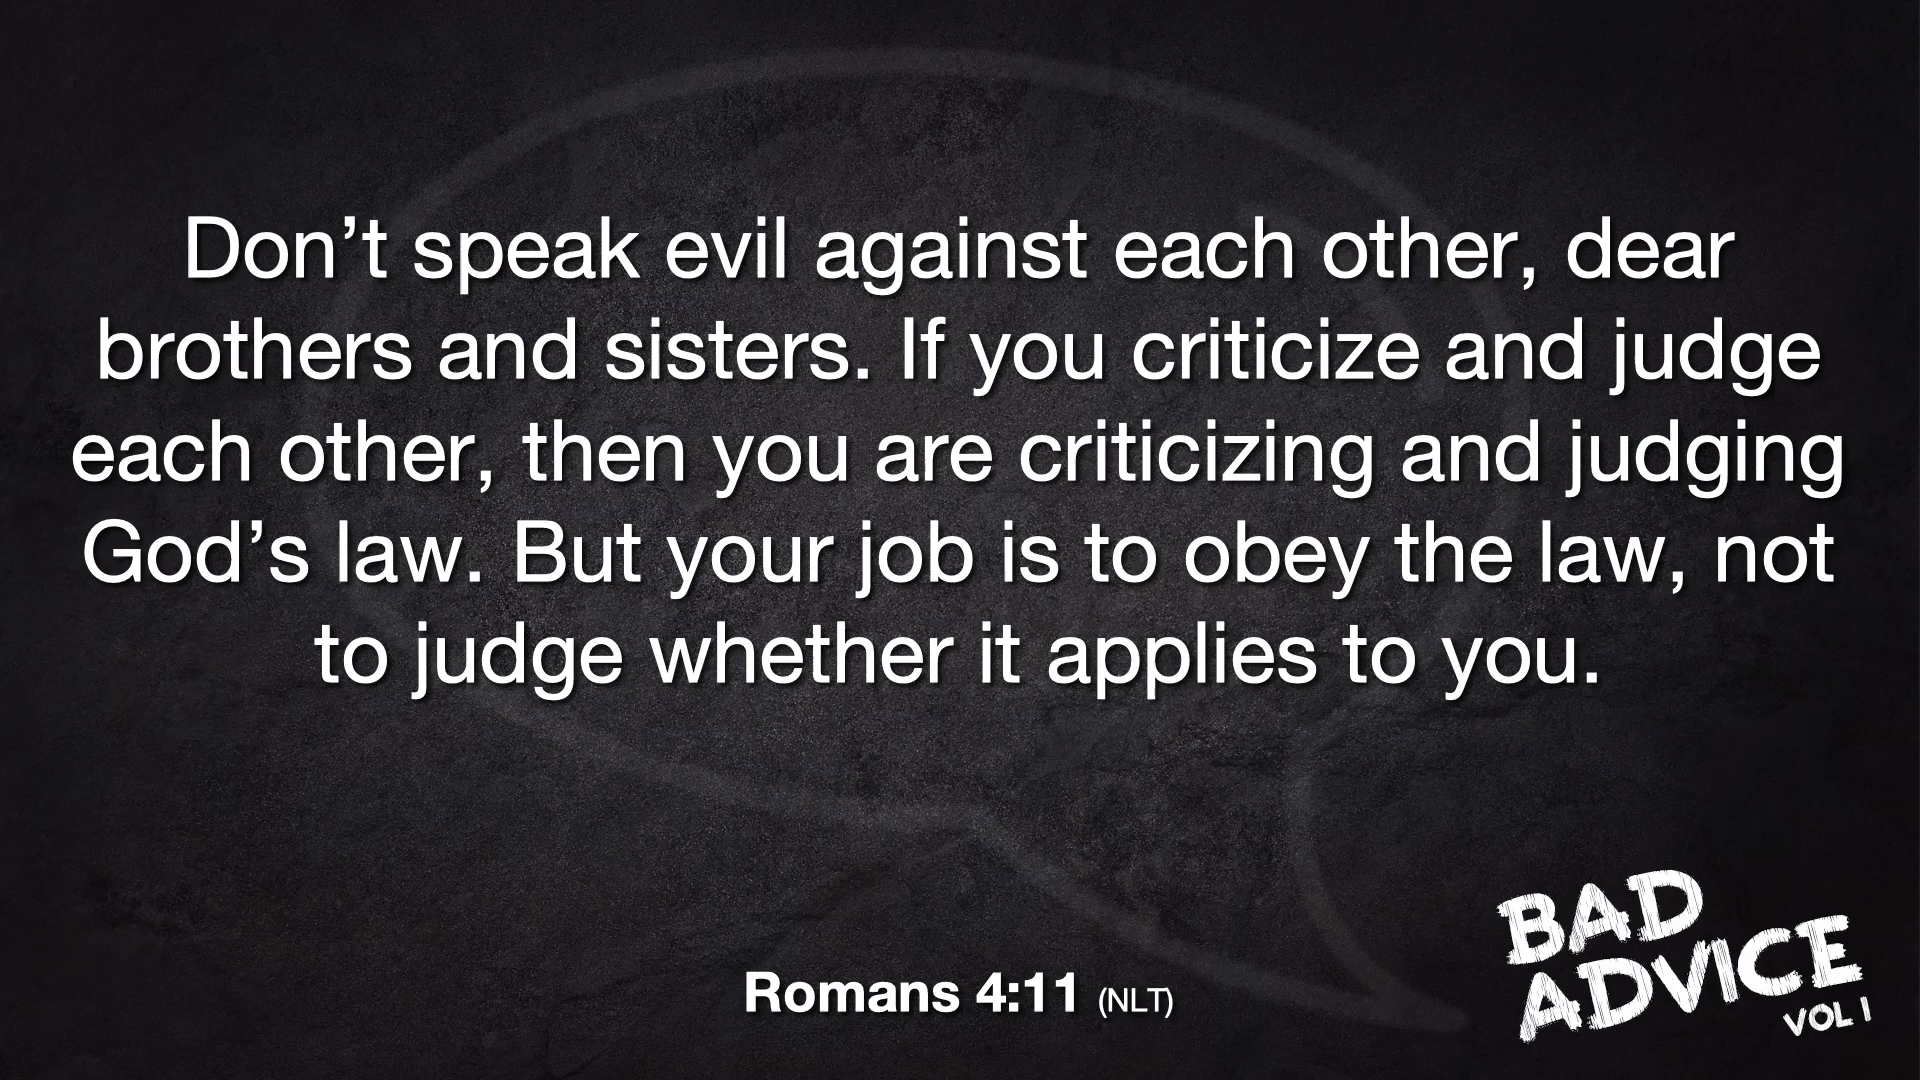 Don’t speak evil against each other, dear
brothers and sisters. If you criticize and judge
each other, then you are criticizing and judging
God’s law. But your job is to obey the law, not
to judge whether it applies to you.
Romans 4:11 (NLT)
BAD
ADVICE
VOL I